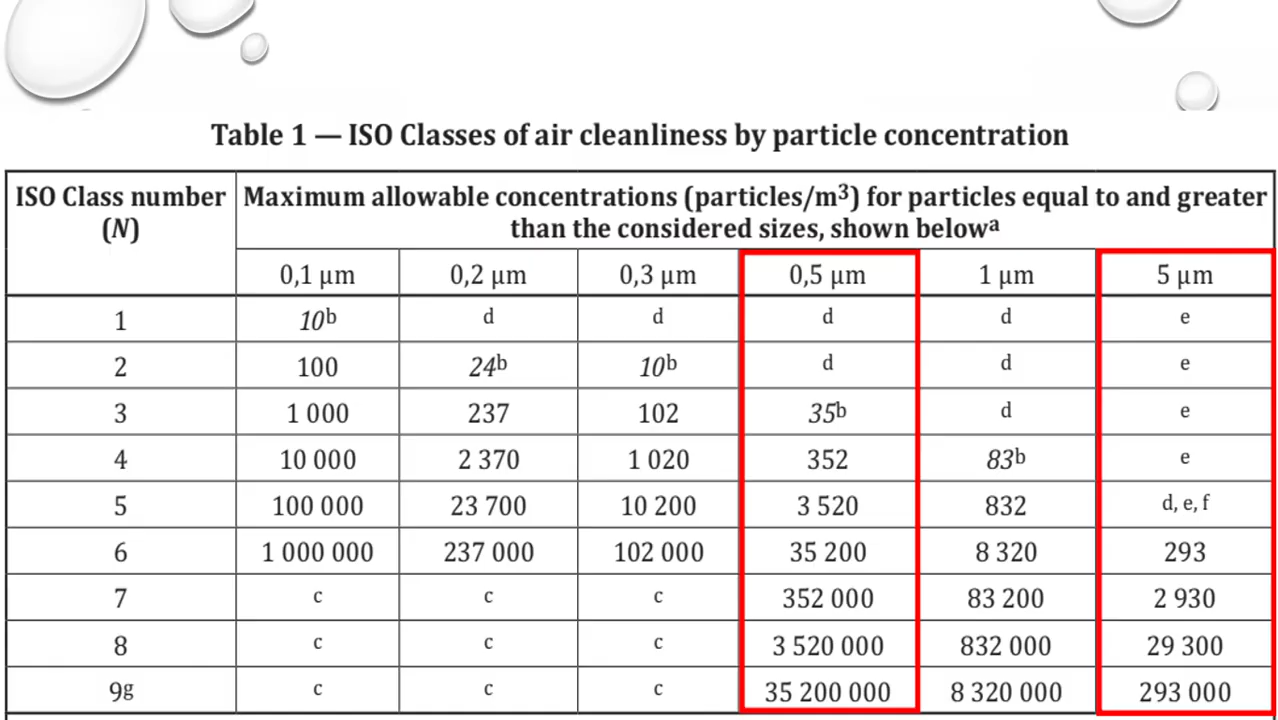 Table 1 — ISO Classes of air cleanliness by particle concentration
ISO Class number (N) Maximum allowable concentrations (particles/m³) for particles equal to and greater than the considered sizes, shown belowᵃ
0,1 µm 0,2 µm 0,3 µm 0,5 µm 1 µm 5 µm
1 10ᵇ d d d d e
2 100 24ᵇ 10ᵇ d d e
3 1 000 237 102 35ᵇ d e
4 10 000 2 370 1 020 352 83ᵇ e
5 100 000 23 700 10 200 3 520 832 d, e, f
6 1 000 000 237 000 102 000 35 200 8 320 293
7 c c c 352 000 83 200 2 930
8 c c c 3 520 000 832 000 29 300
9ᵍ c c c 35 200 000 8 320 000 293 000